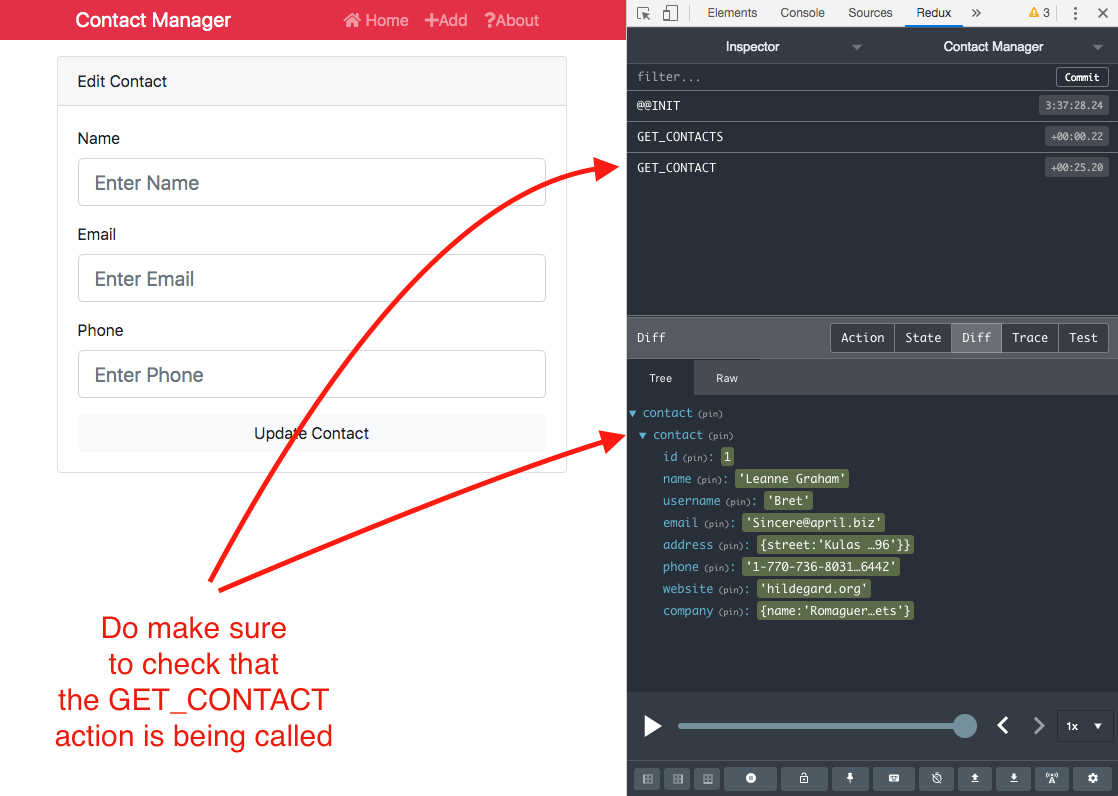 Contact Manager Home Add About
Edit Contact
Name
Enter Name
Email
Enter Email
Phone
Enter Phone
Update Contact
Do make sure
to check that
the GET_CONTACT
action is being called
Elements Console Sources Redux » 3
Inspector Contact Manager
filter... Commit
@@INIT 3:37:28.24
GET_CONTACTS +00:00.22
GET_CONTACT +00:25.20
Diff Action State Diff Trace Test
Tree Raw
contact (pin)
contact (pin)
id (pin): 1
name (pin): 'Leanne Graham'
username (pin): 'Bret'
email (pin): 'Sincere@april.biz'
address (pin): {street:'Kulas …96'}}
phone (pin): '1-770-736-8031…6442'
website (pin): 'hildegard.org'
company (pin): {name:'Romaguer…ets'}
1x